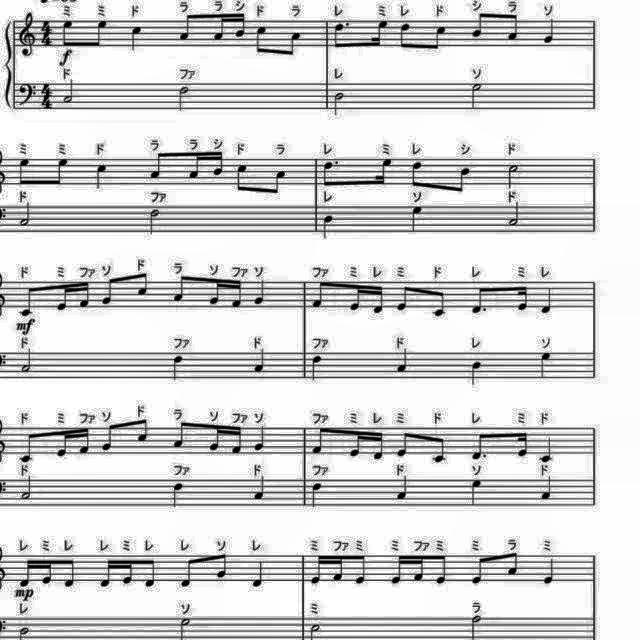 ミ ミ ド ラ ラ シ ド ラ レ ミ レ ド シ ラ ソ
f
ド ファ レ ソ
ミ ミ ド ラ ラ シ ド ラ レ ミ レ シ ド
ド ファ レ ソ ド
ド ミ ファ ソ ド ラ ソ ファ ソ ファ ミ レ ミ ド レ ミ レ
mf
ド ファ ド ファ ド レ ソ
ド ミ ファ ソ ド ラ ソ ファ ソ ファ ミ レ ミ ド レ ミ ド
ド ファ ド ファ ド ソ ド
レ ミ レ レ ミ レ レ ソ レ ミ ファ ミ ミ ファ ミ ミ ラ ミ
mp
レ ソ ミ ラ